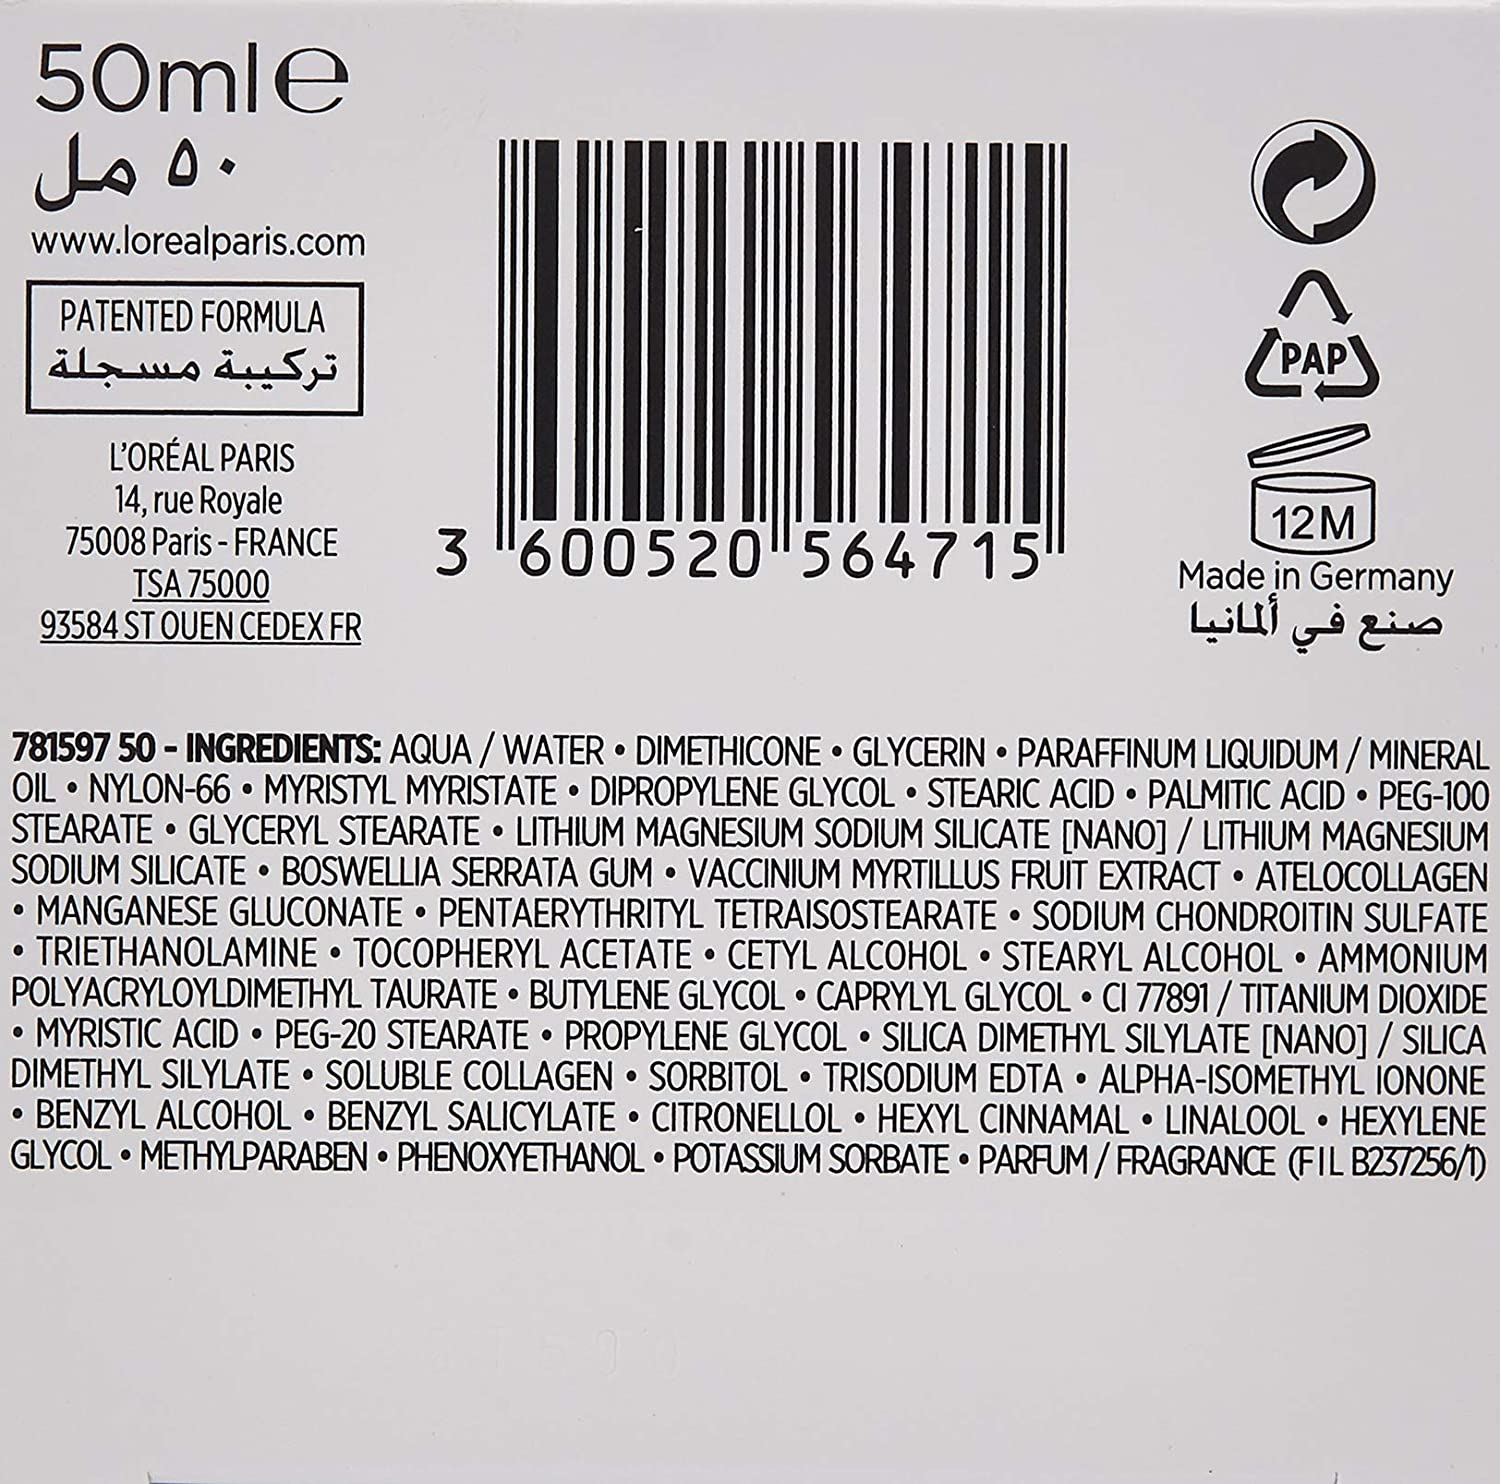 50ml℮
٥٠ مل
www.lorealparis.com
PATENTED FORMULA
تركيبة مسجلة
L'ORÉAL PARIS
14, rue Royale
75008 Paris - FRANCE
TSA 75000
93584 ST OUEN CEDEX FR
3 600520 564715
PAP
12M
Made in Germany
صنع في ألمانيا
781597 50 - INGREDIENTS: AQUA / WATER • DIMETHICONE • GLYCERIN • PARAFFINUM LIQUIDUM / MINERAL
OIL • NYLON-66 • MYRISTYL MYRISTATE • DIPROPYLENE GLYCOL • STEARIC ACID • PALMITIC ACID • PEG-100
STEARATE • GLYCERYL STEARATE • LITHIUM MAGNESIUM SODIUM SILICATE [NANO] / LITHIUM MAGNESIUM
SODIUM SILICATE • BOSWELLIA SERRATA GUM • VACCINIUM MYRTILLUS FRUIT EXTRACT • ATELOCOLLAGEN
• MANGANESE GLUCONATE • PENTAERYTHRITYL TETRAISOSTEARATE • SODIUM CHONDROITIN SULFATE
• TRIETHANOLAMINE • TOCOPHERYL ACETATE • CETYL ALCOHOL • STEARYL ALCOHOL • AMMONIUM
POLYACRYLOYLDIMETHYL TAURATE • BUTYLENE GLYCOL • CAPRYLYL GLYCOL • CI 77891 / TITANIUM DIOXIDE
• MYRISTIC ACID • PEG-20 STEARATE • PROPYLENE GLYCOL • SILICA DIMETHYL SILYLATE [NANO] / SILICA
DIMETHYL SILYLATE • SOLUBLE COLLAGEN • SORBITOL • TRISODIUM EDTA • ALPHA-ISOMETHYL IONONE
• BENZYL ALCOHOL • BENZYL SALICYLATE • CITRONELLOL • HEXYL CINNAMAL • LINALOOL • HEXYLENE
GLYCOL • METHYLPARABEN • PHENOXYETHANOL • POTASSIUM SORBATE • PARFUM / FRAGRANCE (F I L B237256/1)